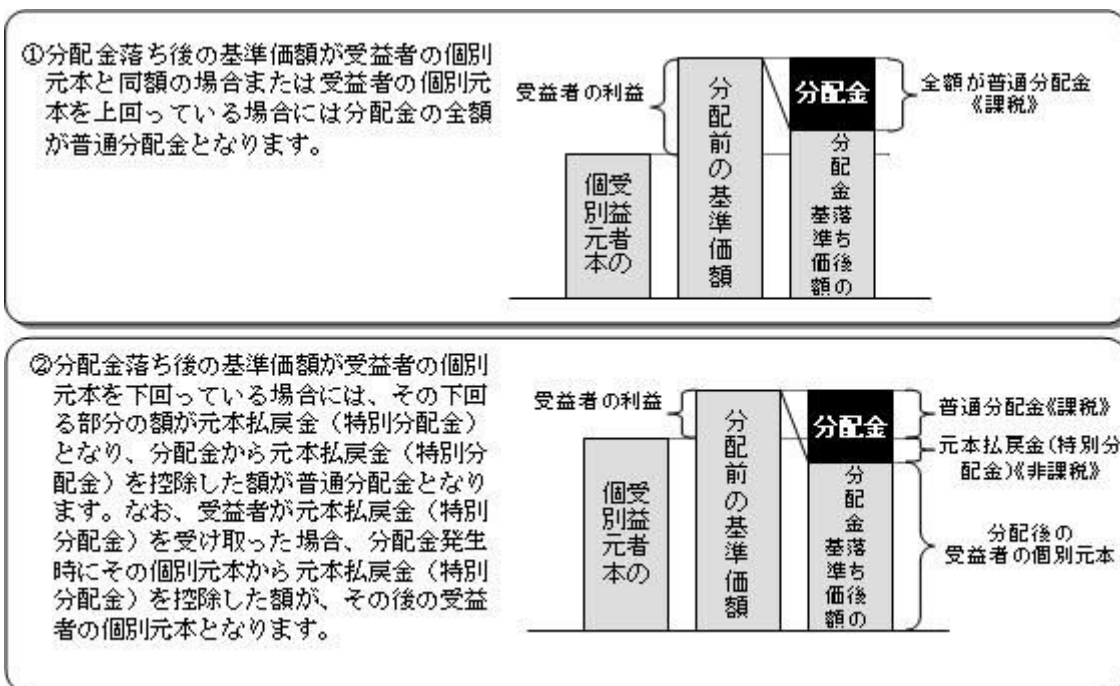 ①分配金落ち後の基準価額が受益者の個別
元本と同額の場合または受益者の個別元
本を上回っている場合には分配金の全額
が普通分配金となります。
受益者の利益
受益者の
個別元本
分配前の基準価額
分配金
分配金落ち後の
基準価額
全額が普通分配金
《課税》
②分配金落ち後の基準価額が受益者の個別
元本を下回っている場合には、その下回
る部分の額が元本払戻金（特別分配金）
となり、分配金から元本払戻金（特別分
配金）を控除した額が普通分配金となり
ます。なお、受益者が元本払戻金（特別
分配金）を受け取った場合、分配金発生
時にその個別元本から元本払戻金（特別
分配金）を控除した額が、その後の受益
者の個別元本となります。
受益者の利益
受益者の
個別元本
分配前の基準価額
分配金
分配金落ち後の
基準価額
普通分配金《課税》
元本払戻金(特別分
配金)《非課税》
分配後の
受益者の個別元本